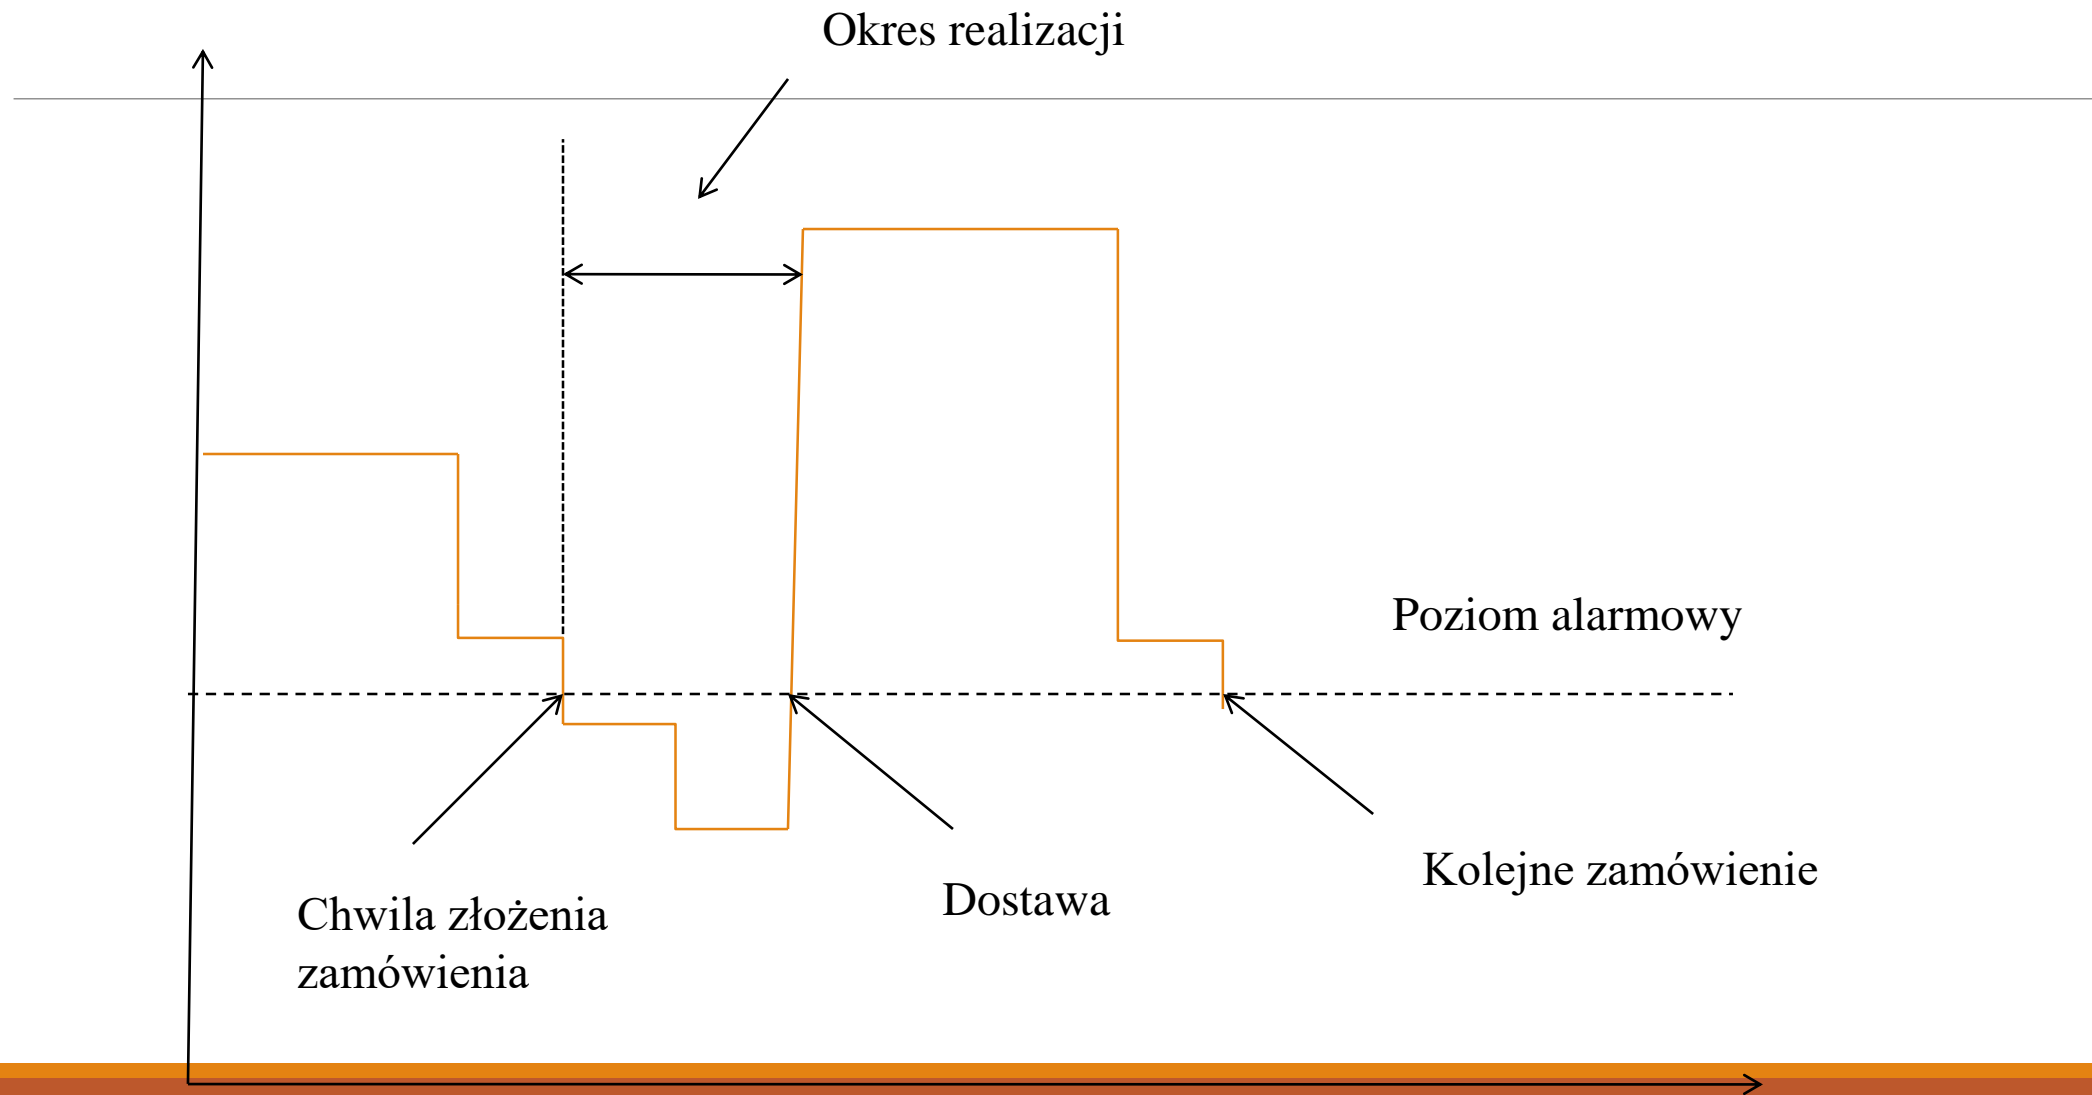 Okres realizacji
Poziom alarmowy
Kolejne zamówienie
Dostawa
Chwila złożenia
zamówienia